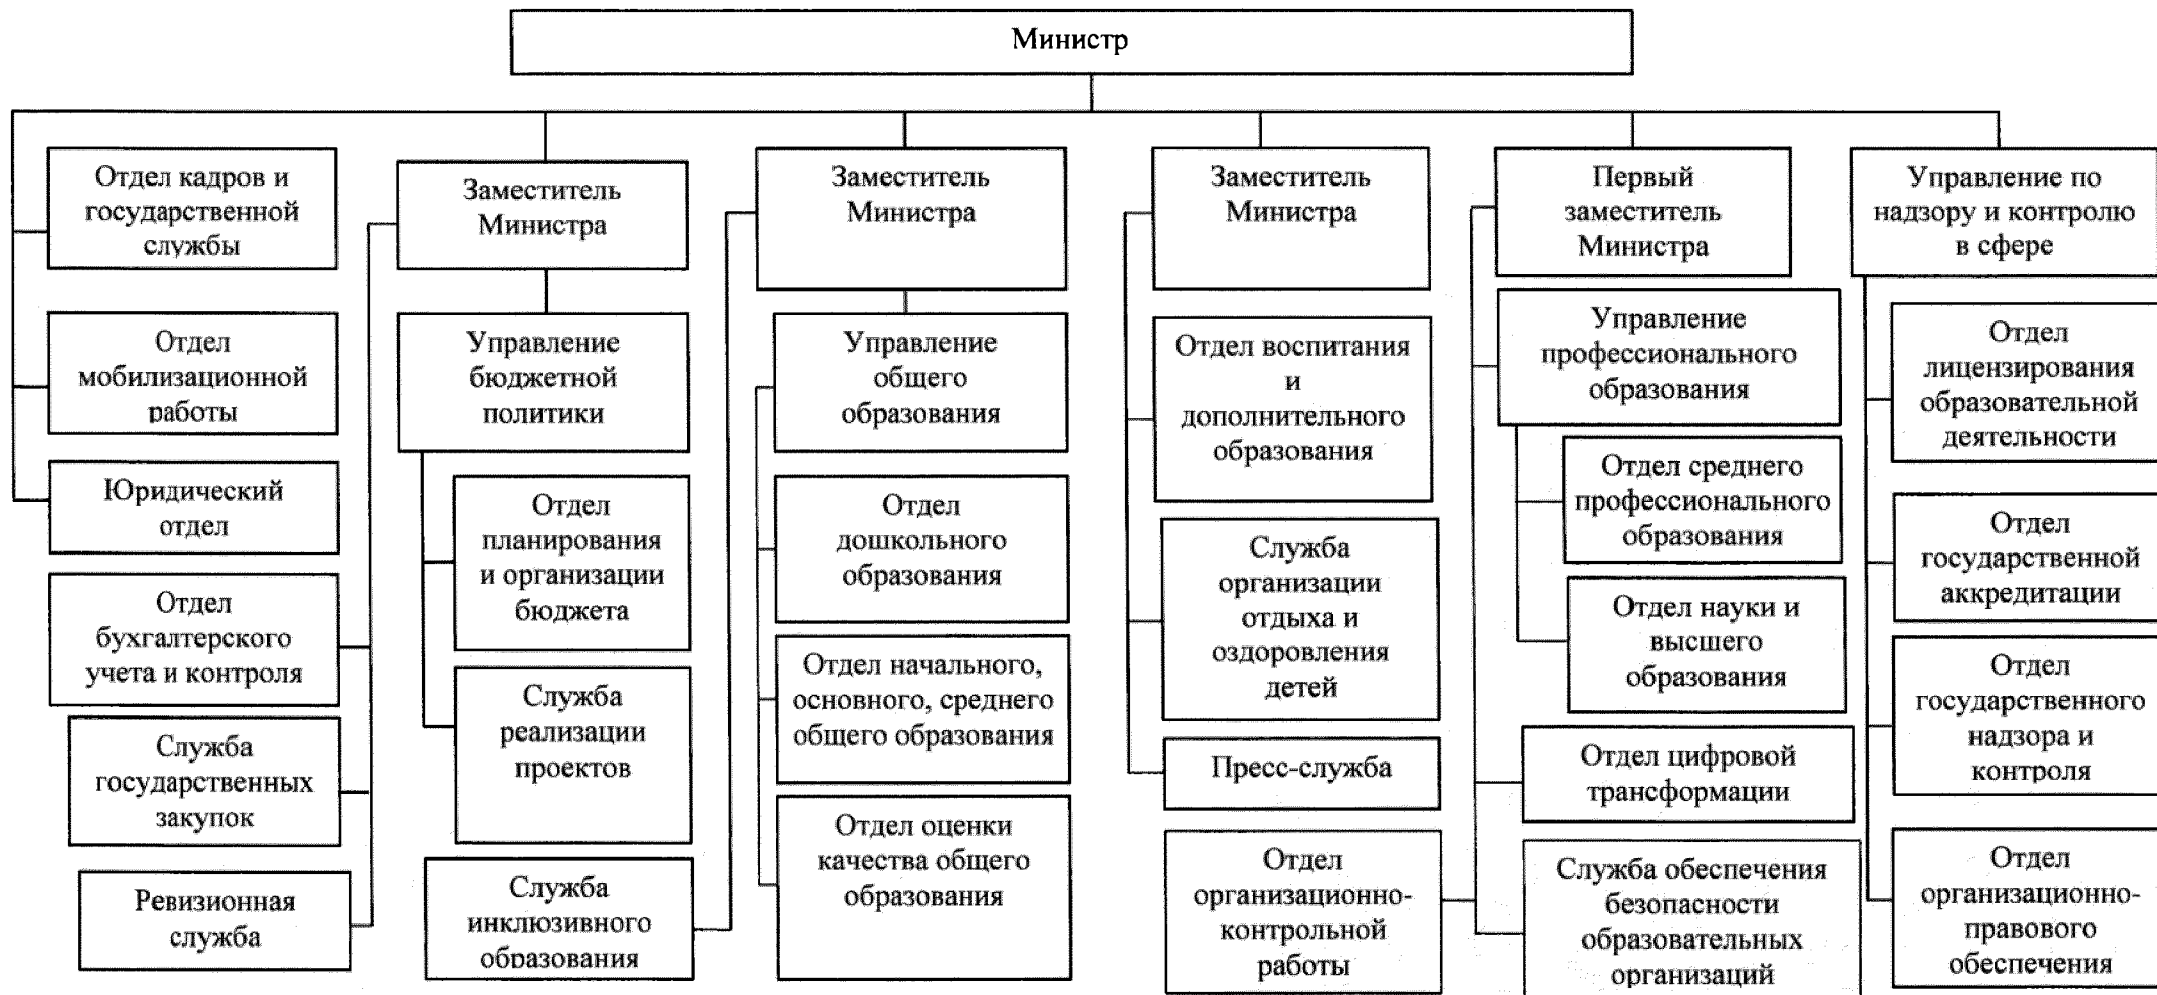 Министр
Отдел кадров и
государственной
службы
Отдел
мобилизационной
работы
Юридический
отдел
Отдел
бухгалтерского
учета и контроля
Служба
государственных
закупок
Ревизионная
служба
Заместитель
Министра
Управление
бюджетной
политики
Отдел
планирования
и организации
бюджета
Служба
реализации
проектов
Служба
инклюзивного
образования
Заместитель
Министра
Управление
общего
образования
Отдел
дошкольного
образования
Отдел начального,
основного, среднего
общего образования
Отдел оценки
качества общего
образования
Заместитель
Министра
Отдел воспитания
и
дополнительного
образования
Служба
организации
отдыха и
оздоровления
детей
Пресс-служба
Отдел
организационно-
контрольной
работы
Первый
заместитель
Министра
Управление
профессионального
образования
Отдел среднего
профессионального
образования
Отдел науки и
высшего
образования
Отдел цифровой
трансформации
Служба обеспечения
безопасности
образовательных
организаций
Управление по
надзору и контролю
в сфере
Отдел
лицензирования
образовательной
деятельности
Отдел
государственной
аккредитации
Отдел
государственного
надзора и
контроля
Отдел
организационно-
правового
обеспечения